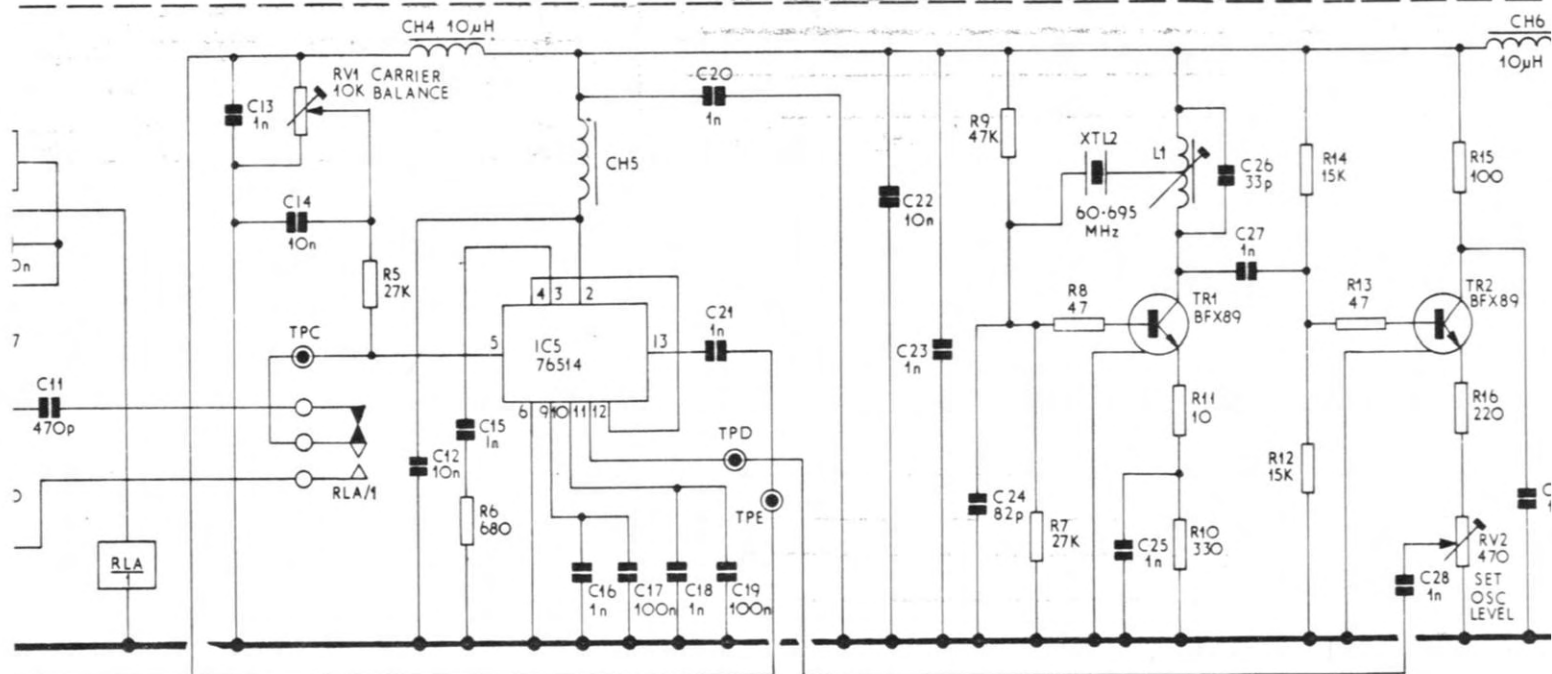 CH4 10µH
CH6
10µH
RV1 CARRIER
10K BALANCE
C13
1n
C20
1n
CH5
R9
47K
XTL2
60·695
MHz
L1
C26
33p
R14
15K
R15
100
C14
10n
C22
10n
C27
1n
R5
27K
4 3 2
TPC
5
IC5
76514
13
C21
1n
6 9 10 11 12
R8
47
TR1
BFX89
R13
47
TR2
BFX89
0n
7
C11
470p
C23
1n
R11
10
R16
220
C15
1n
C12
10n
TPD
TPE
RLA/1
R6
680
R12
15K
C24
82p
R7
27K
C25
1n
R10
330
RV2
470
SET
OSC
LEVEL
C28
1n
RLA
1
C16
1n
C17
100n
C18
1n
C19
100n